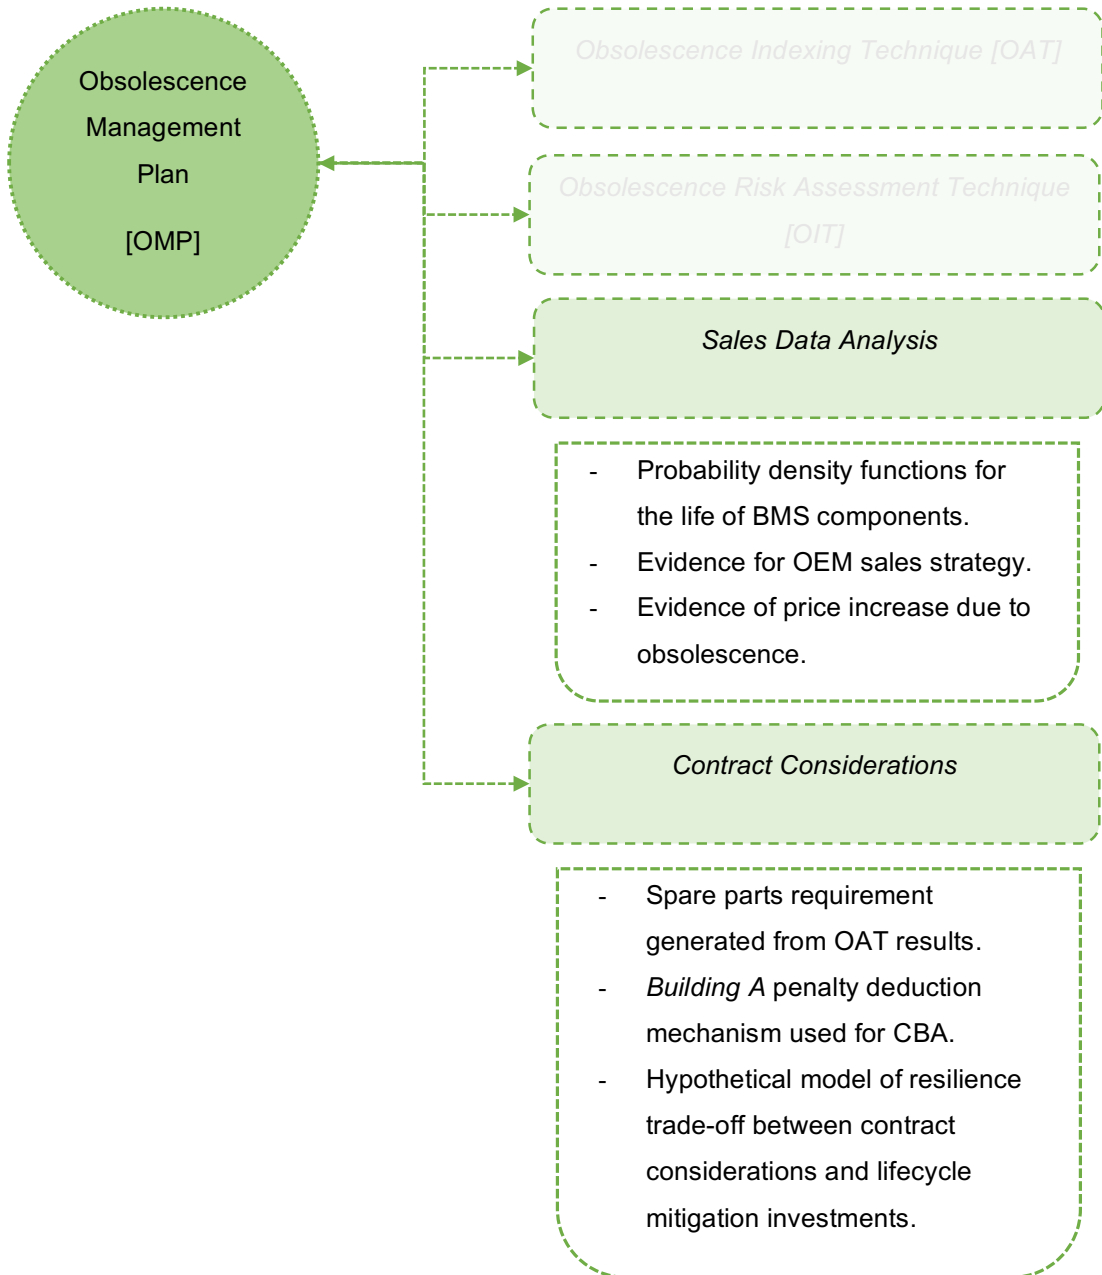 Obsolescence
Management
Plan
[OMP]
Obsolescence Indexing Technique [OAT]
Obsolescence Risk Assessment Technique
[OIT]
Sales Data Analysis
- Probability density functions for
the life of BMS components.
- Evidence for OEM sales strategy.
- Evidence of price increase due to
obsolescence.
Contract Considerations
- Spare parts requirement
generated from OAT results.
- Building A penalty deduction
mechanism used for CBA.
- Hypothetical model of resilience
trade-off between contract
considerations and lifecycle
mitigation investments.